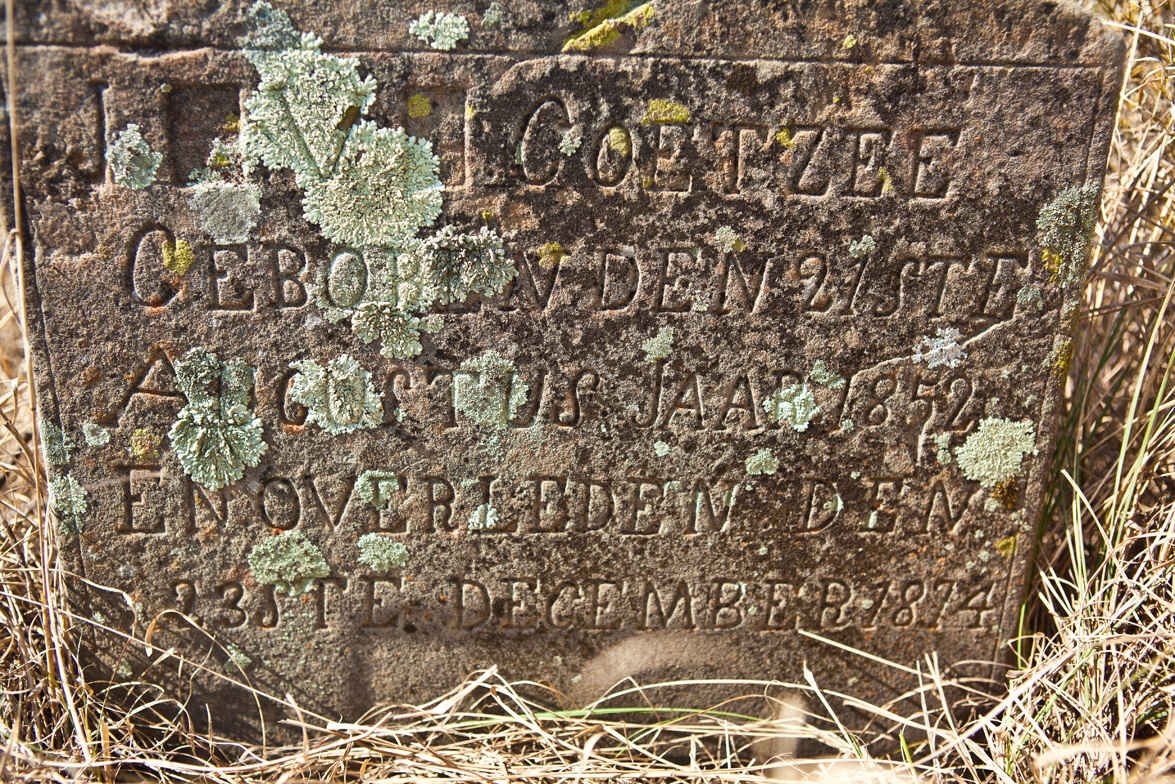 COETZEE
GEBOREN DEN 21STE
AUGUSTUS JAAR 1852
EN OVERLEDEN DEN
23STE DECEMBER 1874